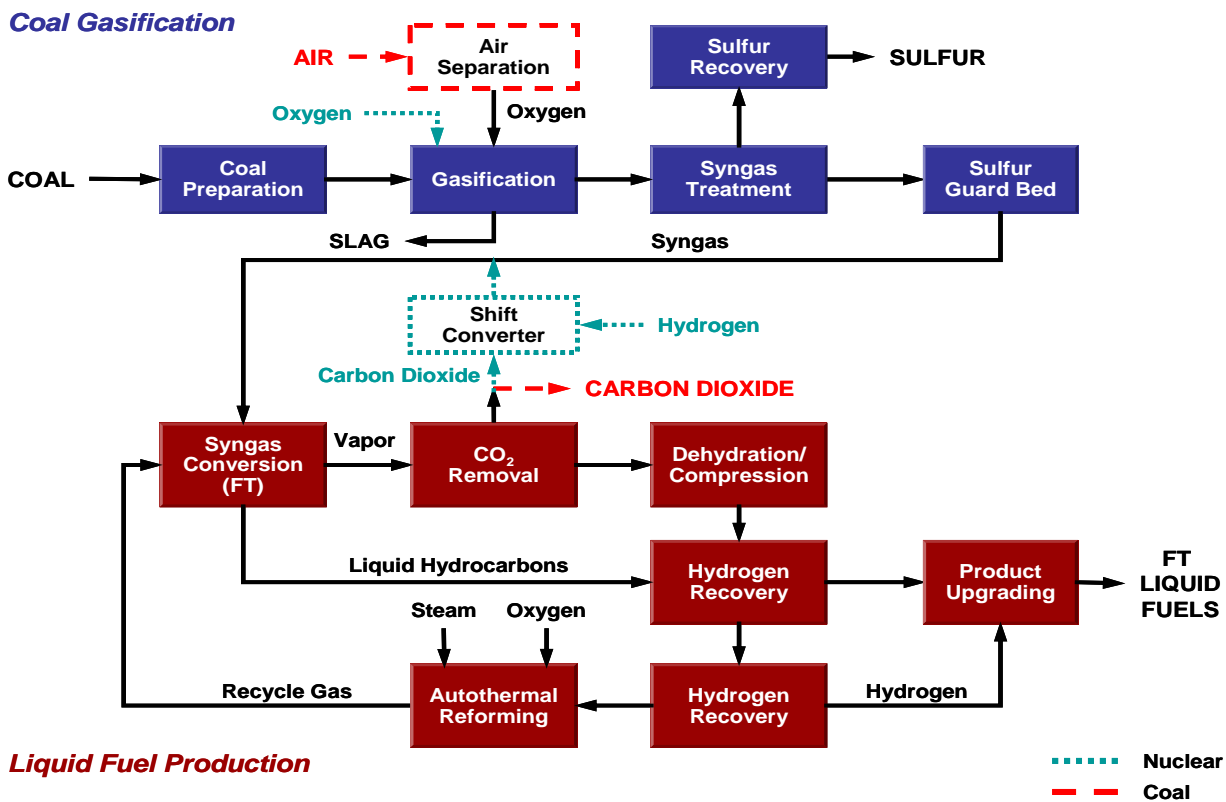 Coal Gasification
AIR
Air
Separation
Sulfur
Recovery
SULFUR
Oxygen
Oxygen
COAL
Coal
Preparation
Gasification
Syngas
Treatment
Sulfur
Guard Bed
SLAG
Syngas
Shift
Converter
Hydrogen
Carbon Dioxide
CARBON DIOXIDE
Syngas
Conversion
(FT)
Vapor
CO2
Removal
Dehydration/
Compression
Liquid Hydrocarbons
Hydrogen
Recovery
Product
Upgrading
FT
LIQUID
FUELS
Steam
Oxygen
Recycle Gas
Autothermal
Reforming
Hydrogen
Recovery
Hydrogen
Liquid Fuel Production
Nuclear
Coal